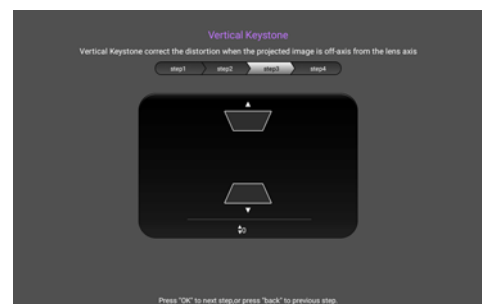 Vertical Keystone
Vertical Keystone correct the distortion when the projected image is off-axis from the lens axis
step1 step2 step3 step4
0
Press "OK" to next step,or press "back" to previous step.